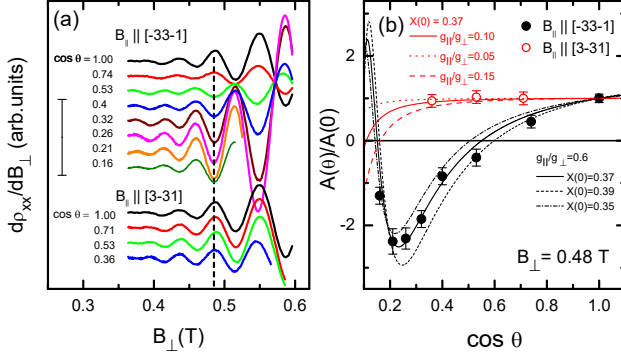 (a)
B∥ || [-33-1]
cos θ = 1.00
0.74
0.53
0.4
0.32
0.26
0.21
0.16
B∥ || [3-31]
cos θ = 1.00
0.71
0.53
0.36
dρxx/dB⊥ (arb.units)
0.3
0.4
0.5
0.6
B⊥(T)
(b)
X(0) = 0.37
g∥/g⊥= 0.10
g∥/g⊥= 0.05
g∥/g⊥= 0.15
B∥ || [-33-1]
B∥ || [3-31]
g∥/g⊥=0.6
X(0)= 0.37
X(0)= 0.39
X(0)= 0.35
B⊥= 0.48 T
A(θ)/A(0)
2
0
-2
0.2
0.4
0.6
0.8
1.0
cos θ